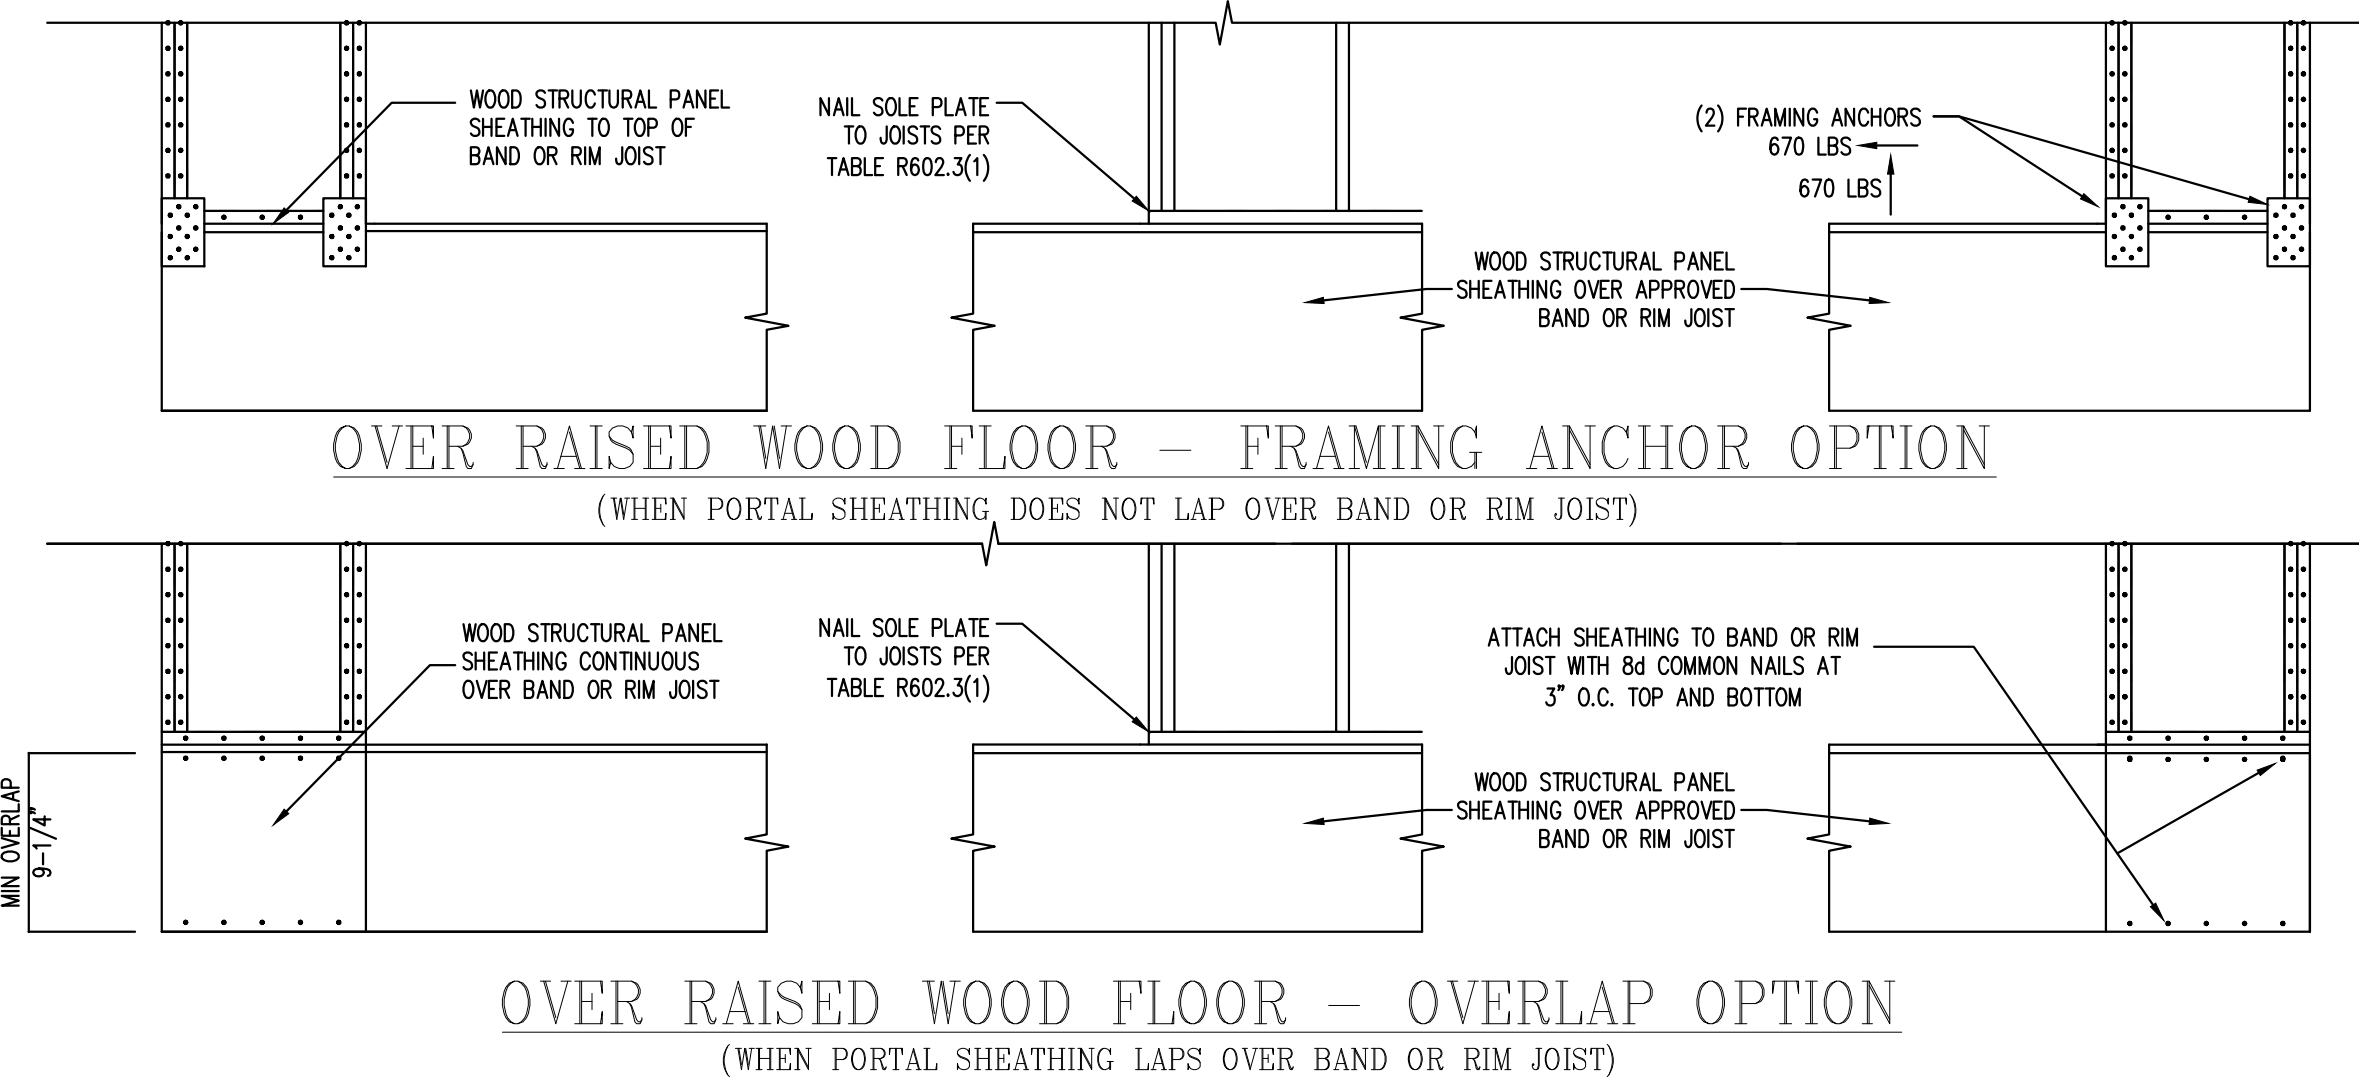 WOOD STRUCTURAL PANEL
SHEATHING TO TOP OF
BAND OR RIM JOIST
NAIL SOLE PLATE
TO JOISTS PER
TABLE R602.3(1)
(2) FRAMING ANCHORS
670 LBS
670 LBS
WOOD STRUCTURAL PANEL
SHEATHING OVER APPROVED
BAND OR RIM JOIST
OVER RAISED WOOD FLOOR – FRAMING ANCHOR OPTION
(WHEN PORTAL SHEATHING DOES NOT LAP OVER BAND OR RIM JOIST)
WOOD STRUCTURAL PANEL
SHEATHING CONTINUOUS
OVER BAND OR RIM JOIST
NAIL SOLE PLATE
TO JOISTS PER
TABLE R602.3(1)
ATTACH SHEATHING TO BAND OR RIM
JOIST WITH 8d COMMON NAILS AT
3" O.C. TOP AND BOTTOM
MIN OVERLAP
9-1/4"
WOOD STRUCTURAL PANEL
SHEATHING OVER APPROVED
BAND OR RIM JOIST
OVER RAISED WOOD FLOOR – OVERLAP OPTION
(WHEN PORTAL SHEATHING LAPS OVER BAND OR RIM JOIST)